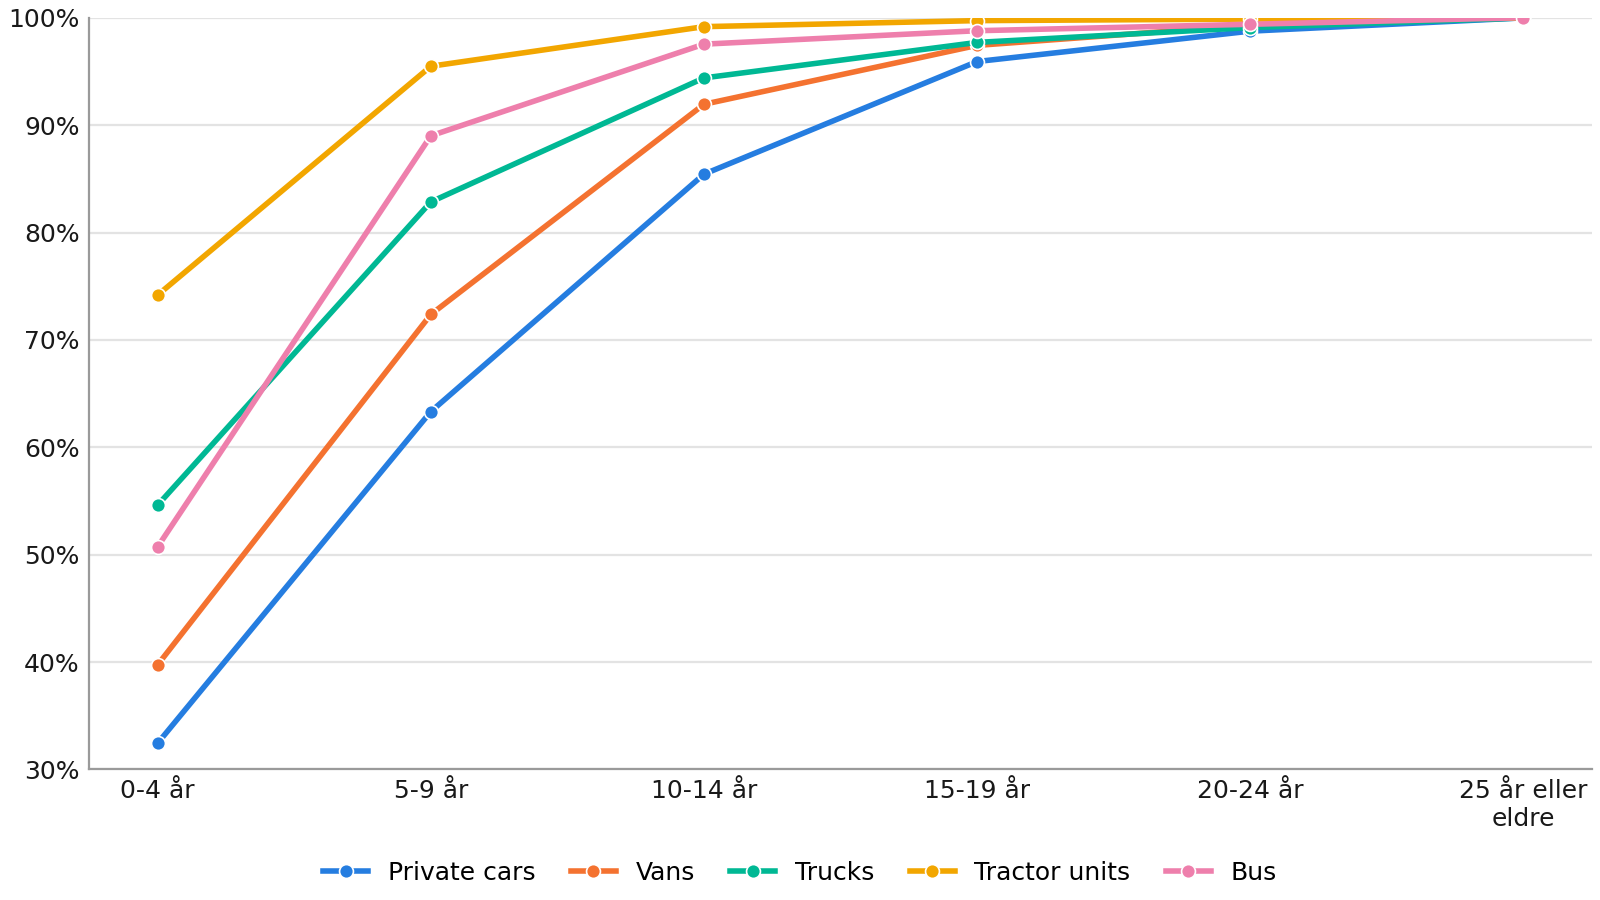 100%
90%
80%
70%
60%
50%
40%
30%
0-4 år
5-9 år
10-14 år
15-19 år
20-24 år
25 år eller
eldre
Private cars
Vans
Trucks
Tractor units
Bus